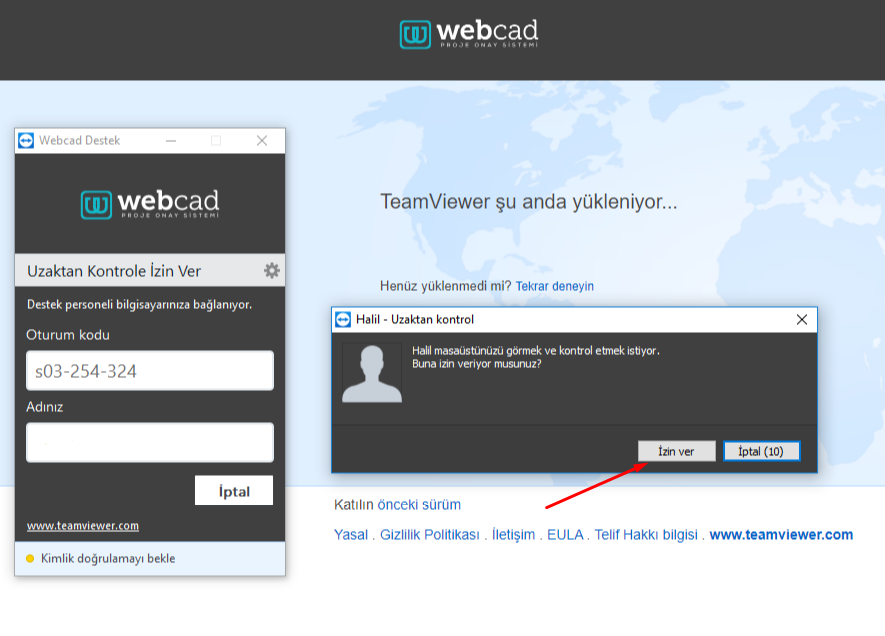 webcad
PROJE ONAY SİSTEMİ
Webcad Destek
webcad
PROJE ONAY SİSTEMİ
Uzaktan Kontrole İzin Ver
Destek personeli bilgisayarınıza bağlanıyor.
Oturum kodu
s03-254-324
Adınız
İptal
www.teamviewer.com
Kimlik doğrulamayı bekle
TeamViewer şu anda yükleniyor...
Henüz yüklenmedi mi? Tekrar deneyin
Halil - Uzaktan kontrol
Halil masaüstünüzü görmek ve kontrol etmek istiyor.
Buna izin veriyor musunuz?
İzin ver
İptal (10)
Katılın önceki sürüm
Yasal . Gizlilik Politikası . İletişim . EULA . Telif Hakkı bilgisi . www.teamviewer.com